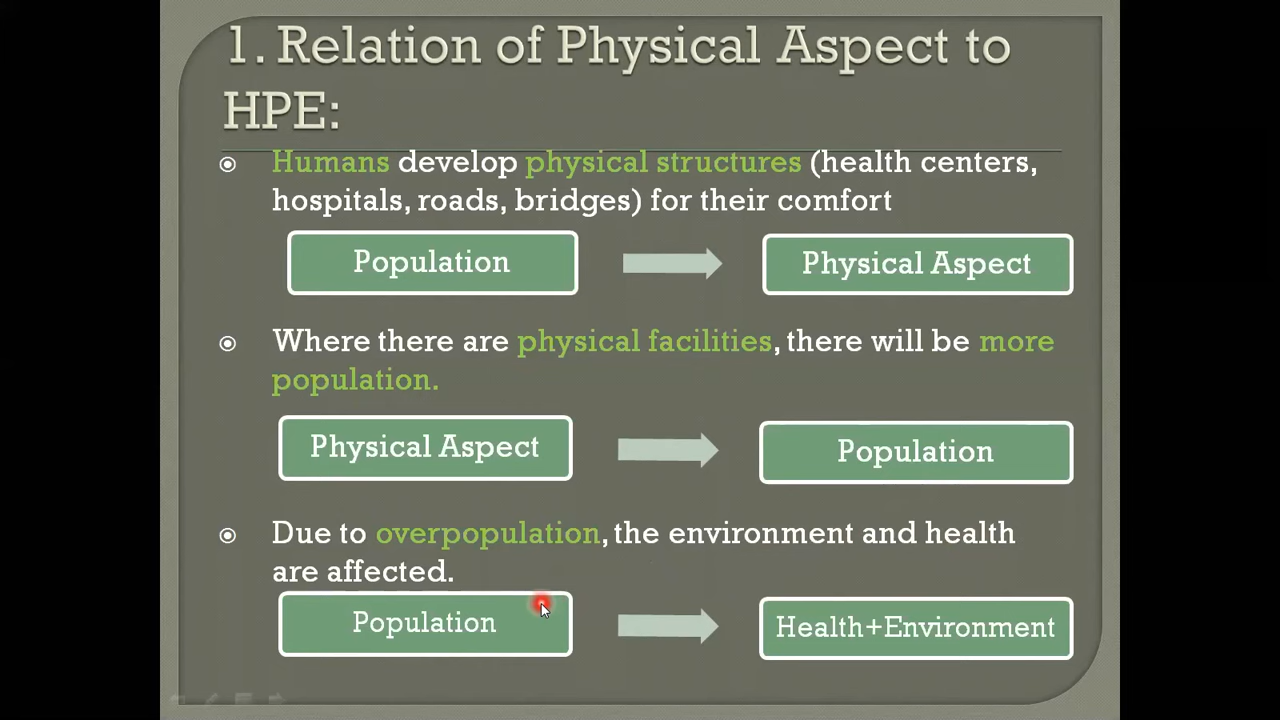 1. Relation of Physical Aspect to
HPE:
Humans develop physical structures (health centers,
hospitals, roads, bridges) for their comfort
Population
Physical Aspect
Where there are physical facilities, there will be more
population.
Physical Aspect
Population
Due to overpopulation, the environment and health
are affected.
Population
Health+Environment